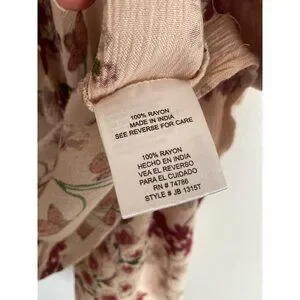 100% RAYON
MADE IN INDIA
SEE REVERSE FOR CARE
100% RAYON
HECHO EN INDIA
VEA EL REVERSO
PARA EL CUIDADO
RN # 74786
STYLE # JB 1315T